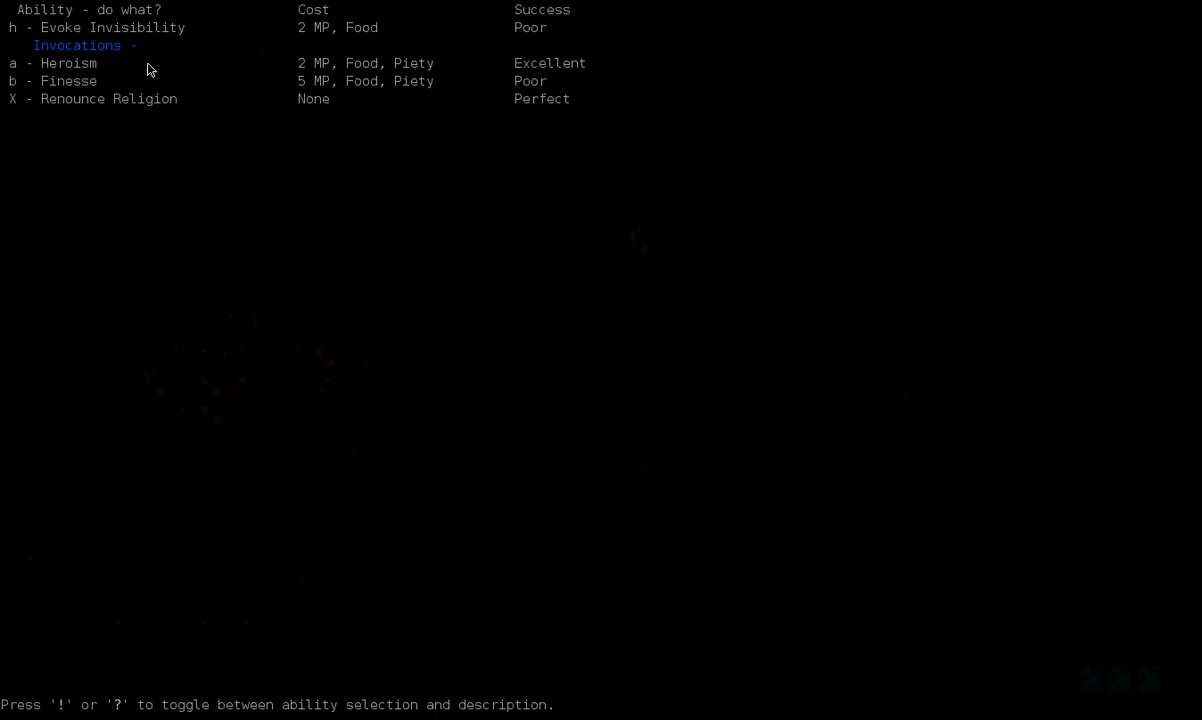 Ability - do what? Cost Success
h - Evoke Invisibility 2 MP, Food Poor
Invocations -
a - Heroism 2 MP, Food, Piety Excellent
b - Finesse 5 MP, Food, Piety Poor
X - Renounce Religion None Perfect
Press '!' or '?' to toggle between ability selection and description.